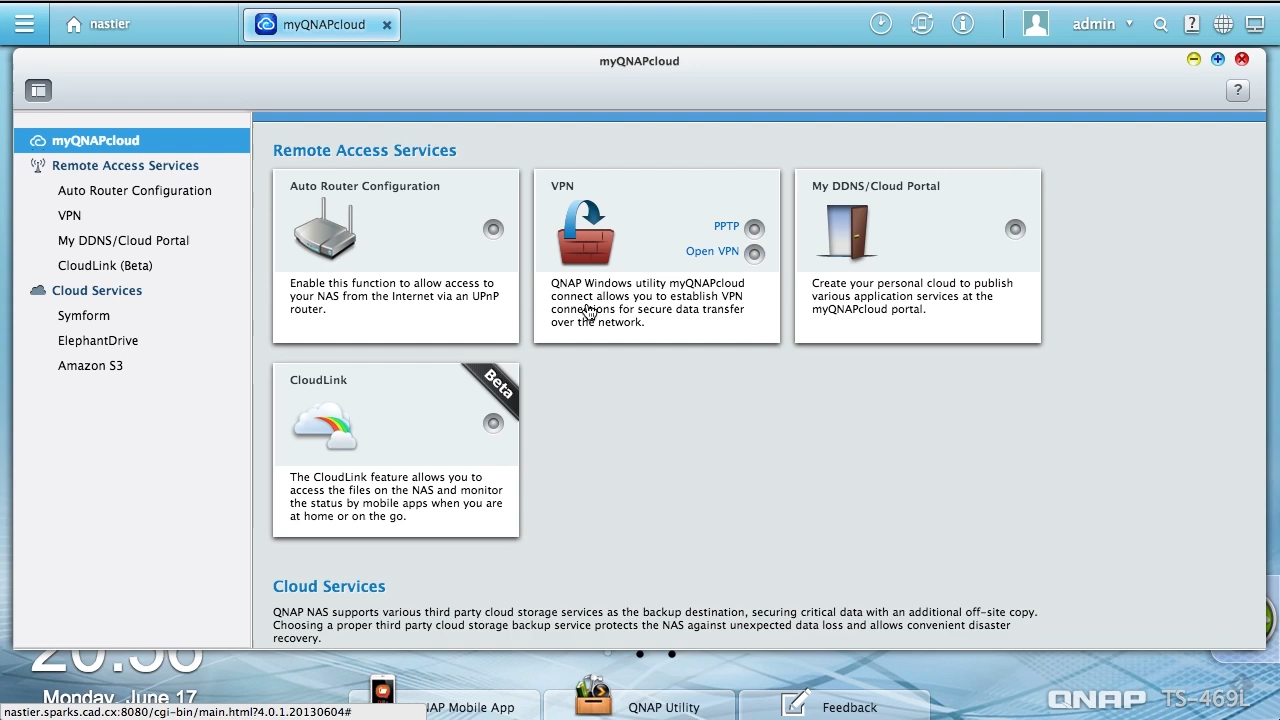 nastier
myQNAPcloud
admin
myQNAPcloud
?
myQNAPcloud
Remote Access Services
Auto Router Configuration
VPN
My DDNS/Cloud Portal
CloudLink (Beta)
Cloud Services
Symform
ElephantDrive
Amazon S3
Remote Access Services
Auto Router Configuration
Enable this function to allow access to
your NAS from the Internet via an UPnP
router.
VPN
PPTP
Open VPN
QNAP Windows utility myQNAPcloud
connect allows you to establish VPN
connections for secure data transfer
over the network.
My DDNS/Cloud Portal
Create your personal cloud to publish
various application services at the
myQNAPcloud portal.
CloudLink
Beta
The CloudLink feature allows you to
access the files on the NAS and monitor
the status by mobile apps when you are
at home or on the go.
Cloud Services
QNAP NAS supports various third party cloud storage services as the backup destination, securing critical data with an additional off-site copy.
Choosing a proper third party cloud storage backup service protects the NAS against unexpected data loss and allows convenient disaster
recovery.
Monday, June 17
nastier.sparks.cad.cx:8080/cgi-bin/main.html?4.0.1.20130604#
AP Mobile App
QNAP Utility
Feedback
QNAP TS-469L